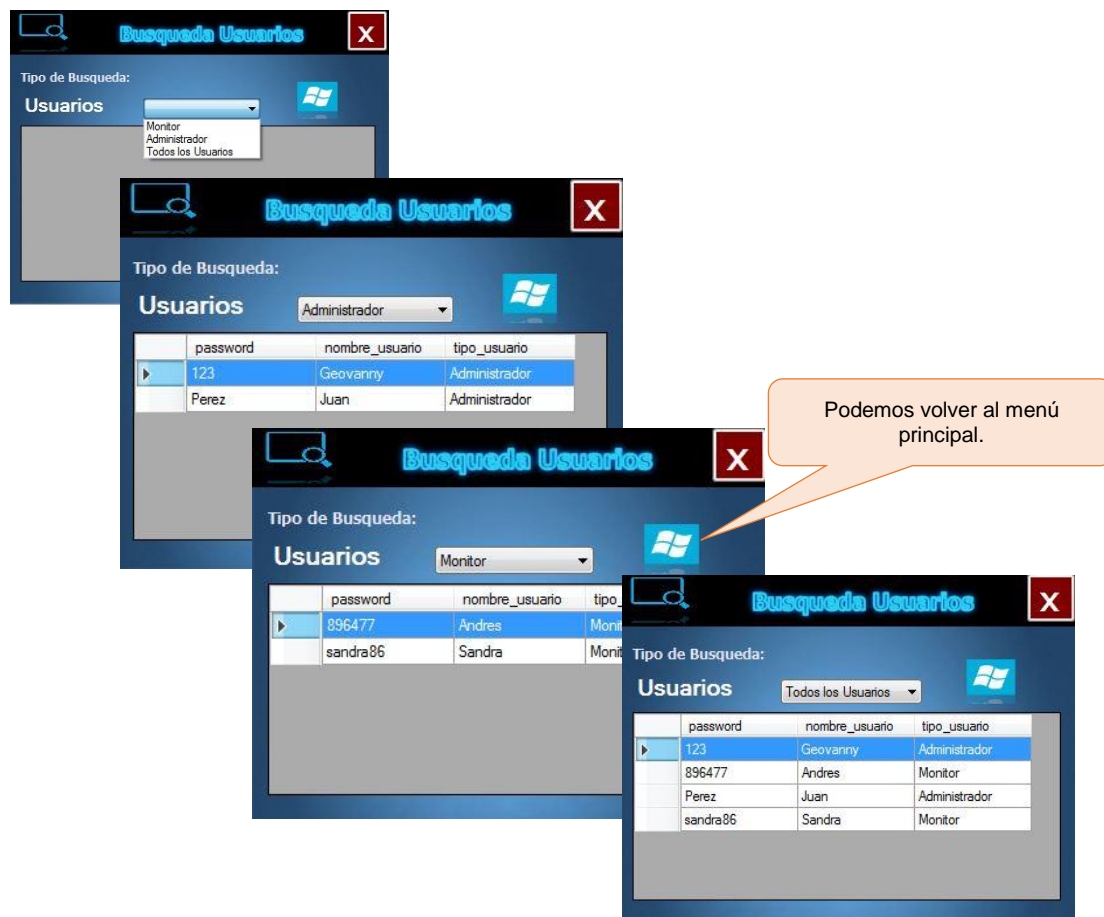 Busqueda Usuarios
X
Tipo de Busqueda:
Usuarios
Monitor
Administrador
Todos los Usuarios
Busqueda Usuarios
X
Tipo de Busqueda:
Usuarios Administrador
password nombre_usuario tipo_usuario
123 Geovanny Administrador
Perez Juan Administrador
Podemos volver al menú
principal.
Busqueda Usuarios
X
Tipo de Busqueda:
Usuarios Monitor
password nombre_usuario tipo_
896477 Andres Monit
sandra86 Sandra Monit
Busqueda Usuarios
X
Tipo de Busqueda:
Usuarios Todos los Usuarios
password nombre_usuario tipo_usuario
123 Geovanny Administrador
896477 Andres Monitor
Perez Juan Administrador
sandra86 Sandra Monitor